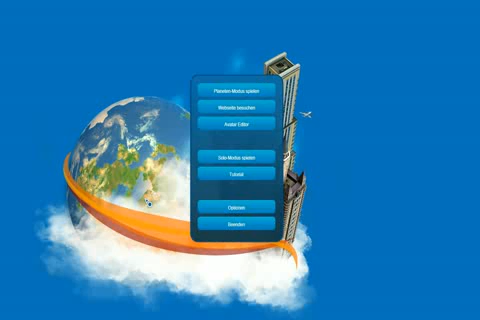 Planeten-Modus spielen
Webseite besuchen
Avatar Editor
Solo-Modus spielen
Tutorial
Optionen
Beenden